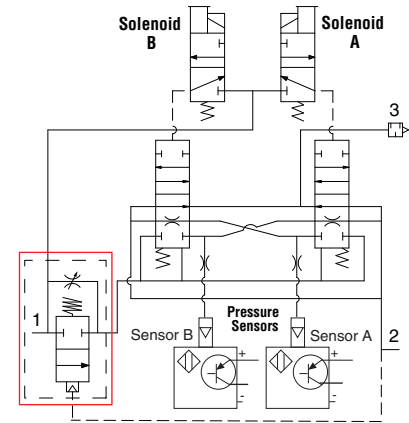 Solenoid
B
Solenoid
A
3
1
Pressure
Sensors
Sensor B
Sensor A
2
+
-
+
-